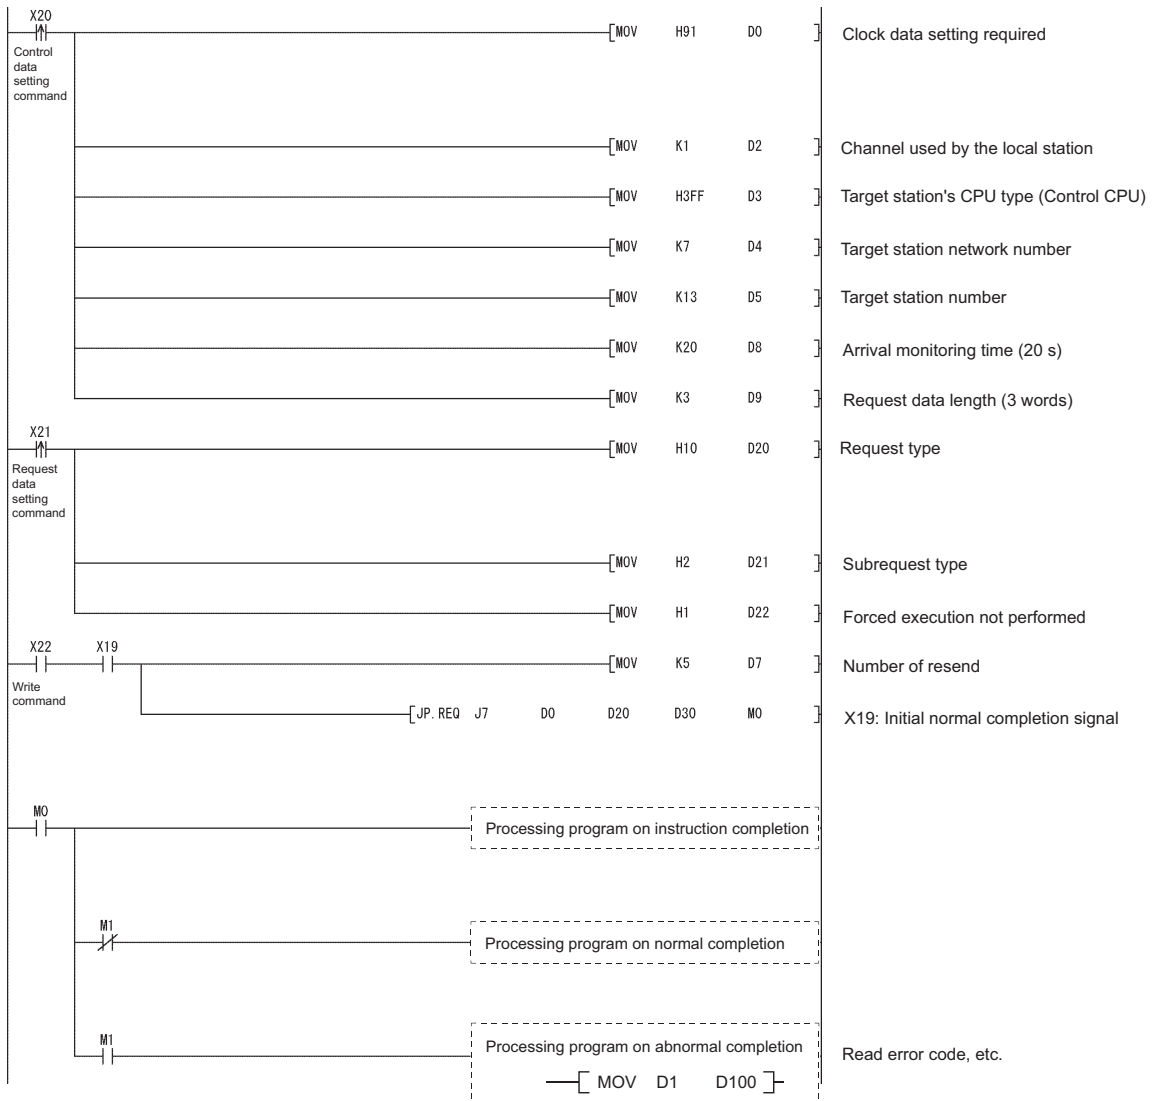 X20
MOV H91 D0 Clock data setting required
Control
data
setting
command
MOV K1 D2 Channel used by the local station
MOV H3FF D3 Target station's CPU type (Control CPU)
MOV K7 D4 Target station network number
MOV K13 D5 Target station number
MOV K20 D8 Arrival monitoring time (20 s)
MOV K3 D9 Request data length (3 words)
X21
MOV H10 D20 Request type
Request
data
setting
command
MOV H2 D21 Subrequest type
MOV H1 D22 Forced execution not performed
X22 X19
MOV K5 D7 Number of resend
Write
command
JP.REQ J7 D0 D20 D30 M0 X19: Initial normal completion signal
M0
Processing program on instruction completion
M1
Processing program on normal completion
M1
Processing program on abnormal completion Read error code, etc.
MOV D1 D100